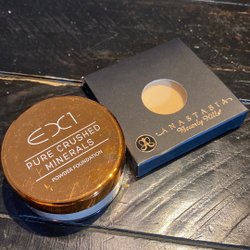 EX1
PURE CRUSHED
MINERALS
POWDER FOUNDATION
ANASTASIA
Beverly Hills